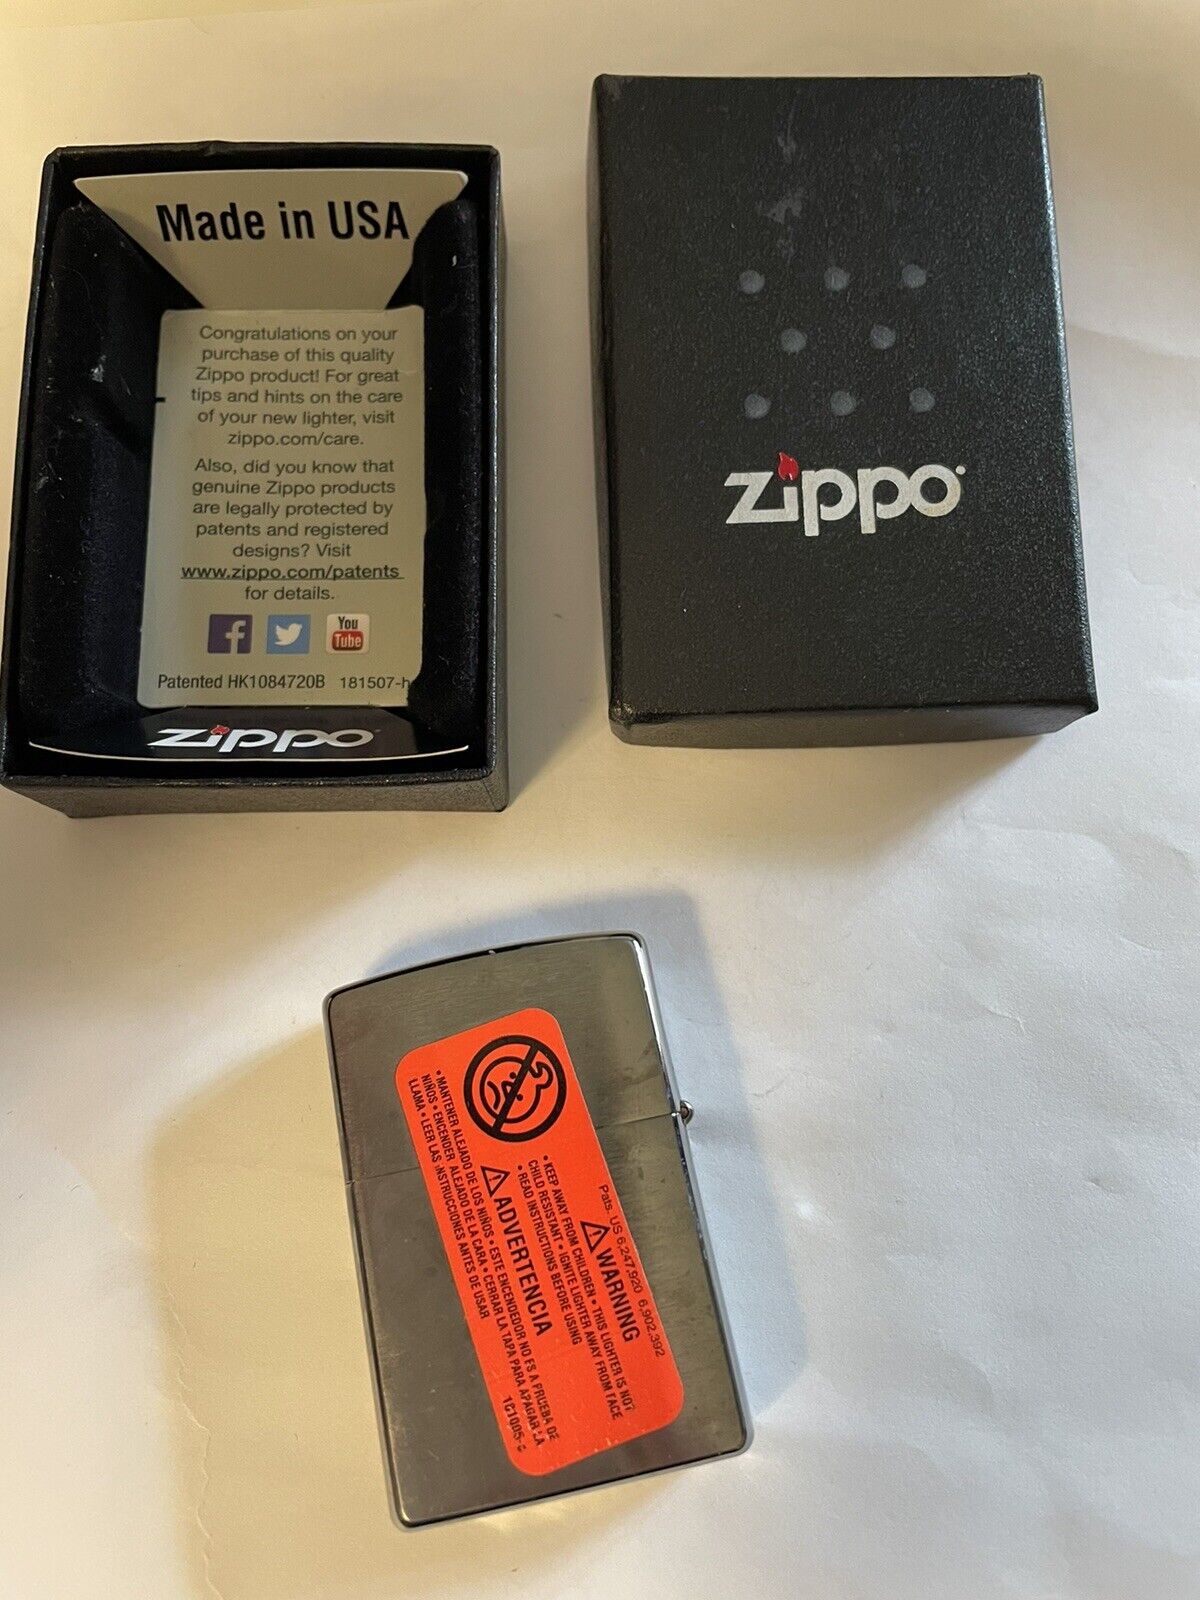 Made in USA
Congratulations on your
purchase of this quality
Zippo product! For great
tips and hints on the care
of your new lighter, visit
zippo.com/care.
Also, did you know that
genuine Zippo products
are legally protected by
patents and registered
designs? Visit
www.zippo.com/patents
for details.
You
Tube
Patented HK1084720B 181507-
zippo
zippo
Pats. US 6,247,920 6,902,392
WARNING
• KEEP AWAY FROM CHILDREN • THIS LIGHTER IS NOT
CHILD RESISTANT • IGNITE LIGHTER AWAY FROM FACE
• READ INSTRUCTIONS BEFORE USING
ADVERTENCIA
• MANTENER ALEJADO DE LOS NIÑOS • ESTE ENCENDEDOR NO ES A PRUEBA DE
NIÑOS • ENCENDER ALEJADO DE LA CARA • CERRAR LA TAPA PARA APAGAR LA
LLAMA • LEER LAS INSTRUCCIONES ANTES DE USAR